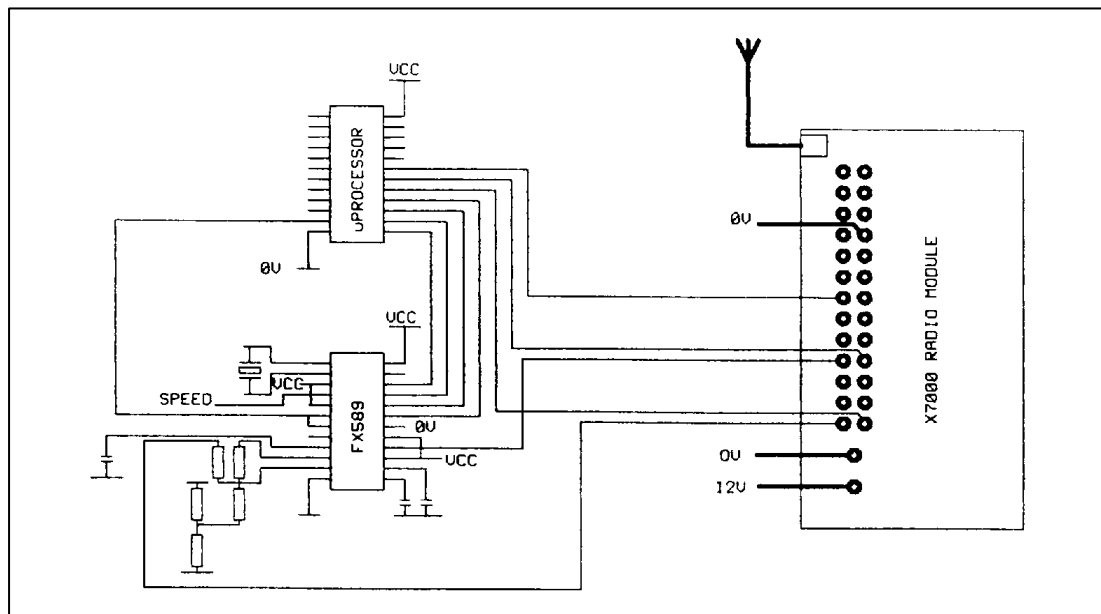 VCC
uPROCESSOR
0V
0V
X7000 RADIO MODULE
VCC
VCC
SPEED
FX589
0V
VCC
0V
12V